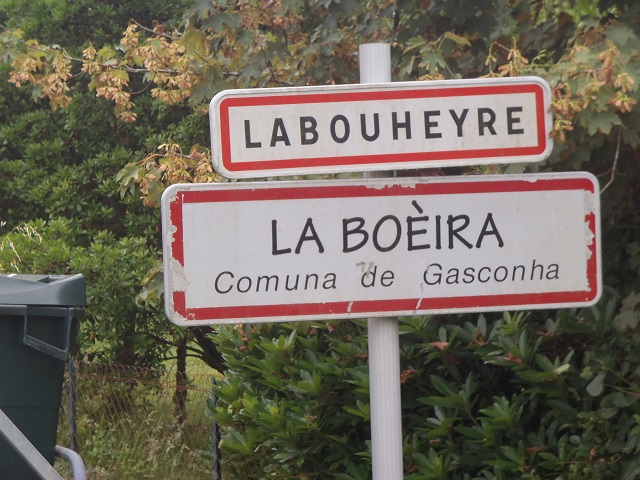 LABOUHEYRE
LA BOÈIRA
Comuna de Gasconha